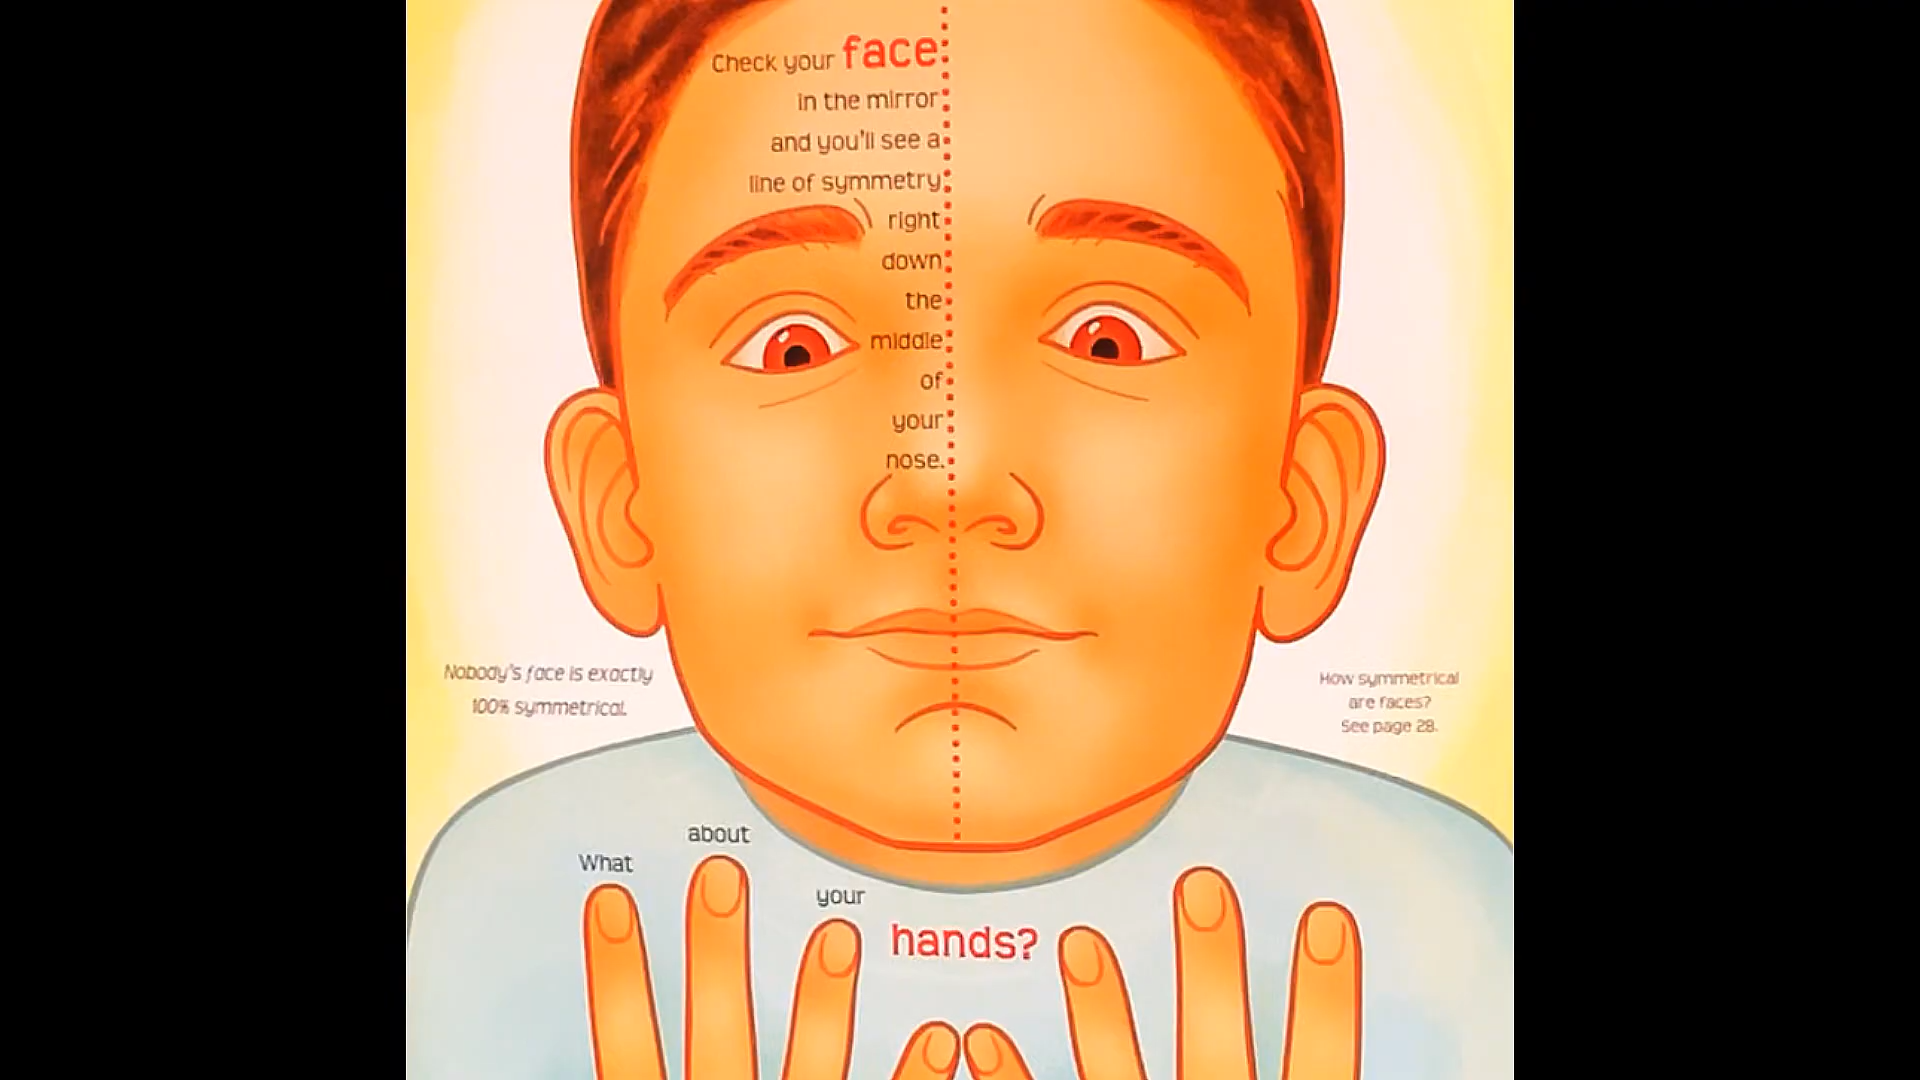 Check your face
in the mirror
and you'll see a
line of symmetry
right
down
the
middle
of
your
nose.
Nobody's face is exactly
100% symmetrical.
How symmetrical
are faces?
See page 28.
What
about
your
hands?